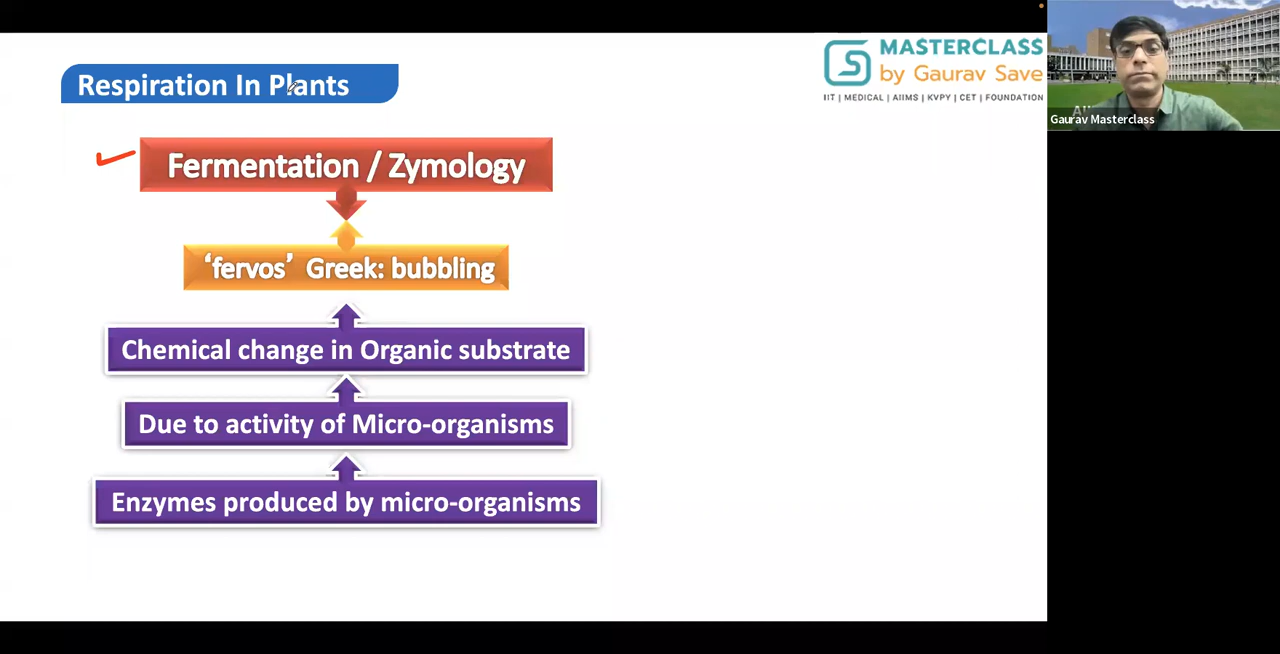 Respiration In Plants
MASTERCLASS
by Gaurav Save
IIT | MEDICAL | AIIMS | KVPY | CET | FOUNDATION
Gaurav Masterclass
Fermentation / Zymology
‘fervos’ Greek: bubbling
Chemical change in Organic substrate
Due to activity of Micro-organisms
Enzymes produced by micro-organisms